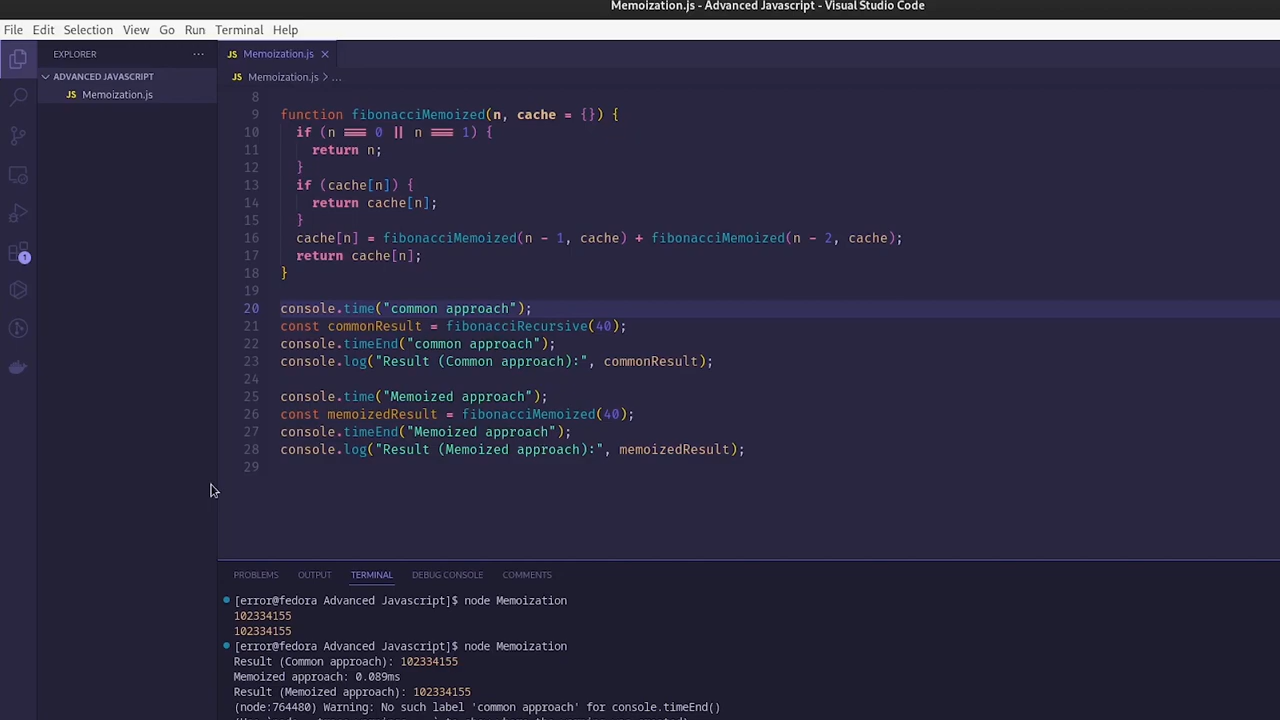 Memoization.js - Advanced Javascript - Visual Studio Code
File Edit Selection View Go Run Terminal Help
EXPLORER ···
ADVANCED JAVASCRIPT
JS Memoization.js
1
JS Memoization.js ×
JS Memoization.js > ...
8
9 function fibonacciMemoized(n, cache = {}) {
10 if (n === 0 || n === 1) {
11 return n;
12 }
13 if (cache[n]) {
14 return cache[n];
15 }
16 cache[n] = fibonacciMemoized(n - 1, cache) + fibonacciMemoized(n - 2, cache);
17 return cache[n];
18 }
19
20 console.time("common approach");
21 const commonResult = fibonacciRecursive(40);
22 console.timeEnd("common approach");
23 console.log("Result (Common approach):", commonResult);
24
25 console.time("Memoized approach");
26 const memoizedResult = fibonacciMemoized(40);
27 console.timeEnd("Memoized approach");
28 console.log("Result (Memoized approach):", memoizedResult);
29
PROBLEMS OUTPUT TERMINAL DEBUG CONSOLE COMMENTS
[error@fedora Advanced Javascript]$ node Memoization
102334155
102334155
[error@fedora Advanced Javascript]$ node Memoization
Result (Common approach): 102334155
Memoized approach: 0.089ms
Result (Memoized approach): 102334155
(node:764480) Warning: No such label 'common approach' for console.timeEnd()